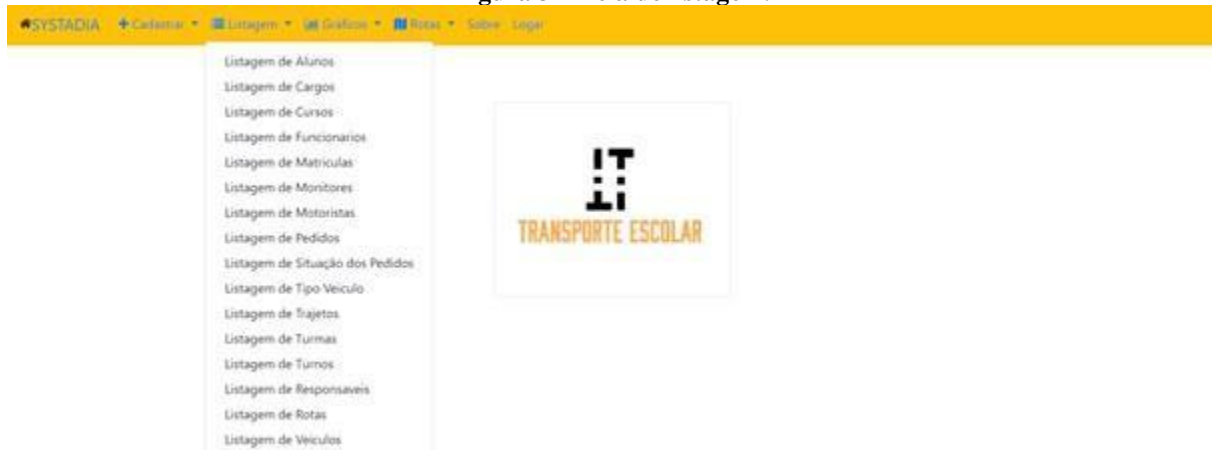 SYSTADIA Cadastrar Listagem Gráficos Rotas Sobre Logar
Listagem de Alunos
Listagem de Cargos
Listagem de Cursos
Listagem de Funcionarios
Listagem de Matriculas
Listagem de Monitores
Listagem de Motoristas
Listagem de Pedidos
Listagem de Situação dos Pedidos
Listagem de Tipo Veiculo
Listagem de Trajetos
Listagem de Turmas
Listagem de Turnos
Listagem de Responsaveis
Listagem de Rotas
Listagem de Veiculos
TRANSPORTE ESCOLAR